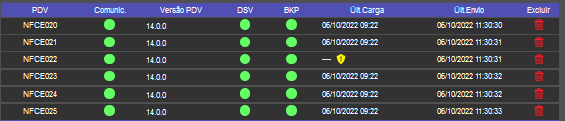 PDV Comunic. Versão PDV DSV BKP Últ.Carga Últ.Envio Excluir
NFCE020 14.0.0 06/10/2022 09:22 06/10/2022 11:30:30
NFCE021 14.0.0 06/10/2022 09:22 06/10/2022 11:30:31
NFCE022 14.0.0 --- 06/10/2022 11:30:31
NFCE023 14.0.0 06/10/2022 09:22 06/10/2022 11:30:32
NFCE024 14.0.0 06/10/2022 09:22 06/10/2022 11:30:32
NFCE025 14.0.0 06/10/2022 09:22 06/10/2022 11:30:33